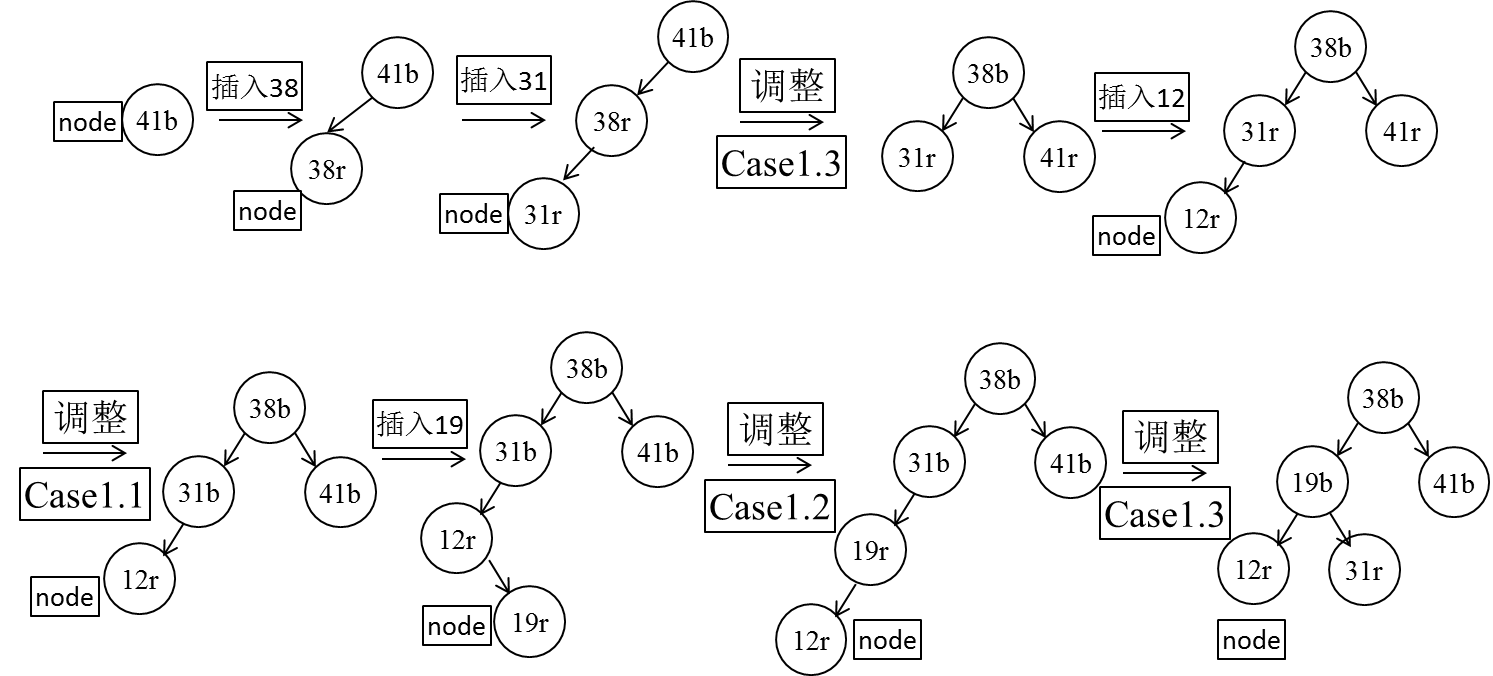 node
41b
插入38
41b
38r
node
插入31
41b
38r
node
31r
调整
Case1.3
38b
31r
41r
插入12
38b
31r
41r
12r
node
调整
Case1.1
38b
31b
41b
12r
node
插入19
38b
31b
41b
12r
node
19r
调整
Case1.2
38b
31b
41b
19r
12r
node
调整
Case1.3
38b
19b
41b
12r
31r
node